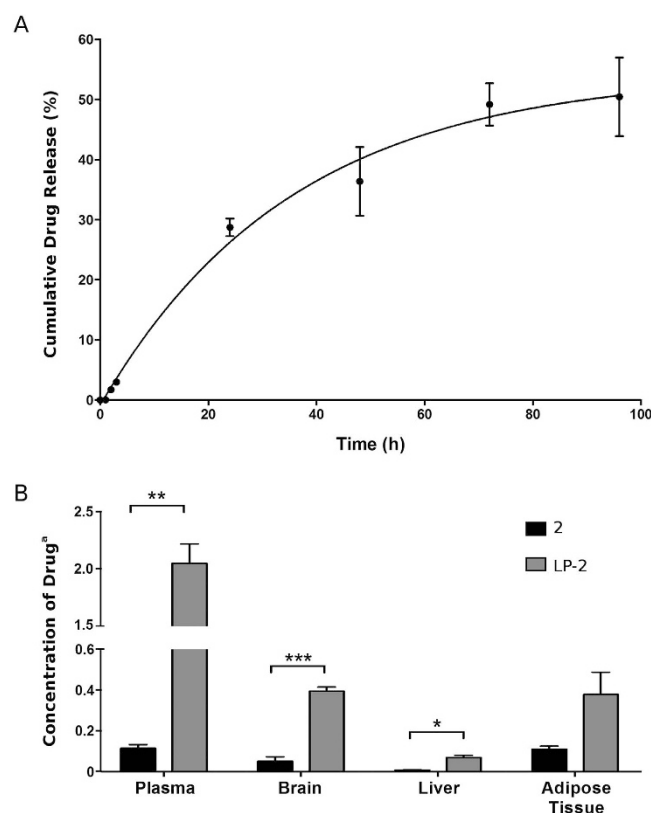 A
Cumulative Drug Release (%)
60
50
40
30
20
10
0
0 20 40 60 80 100
Time (h)
B
Concentration of Drugᵃ
2.5
2.0
1.5
0.6
0.4
0.2
0
**
***
*
2
LP-2
Plasma Brain Liver Adipose
Tissue